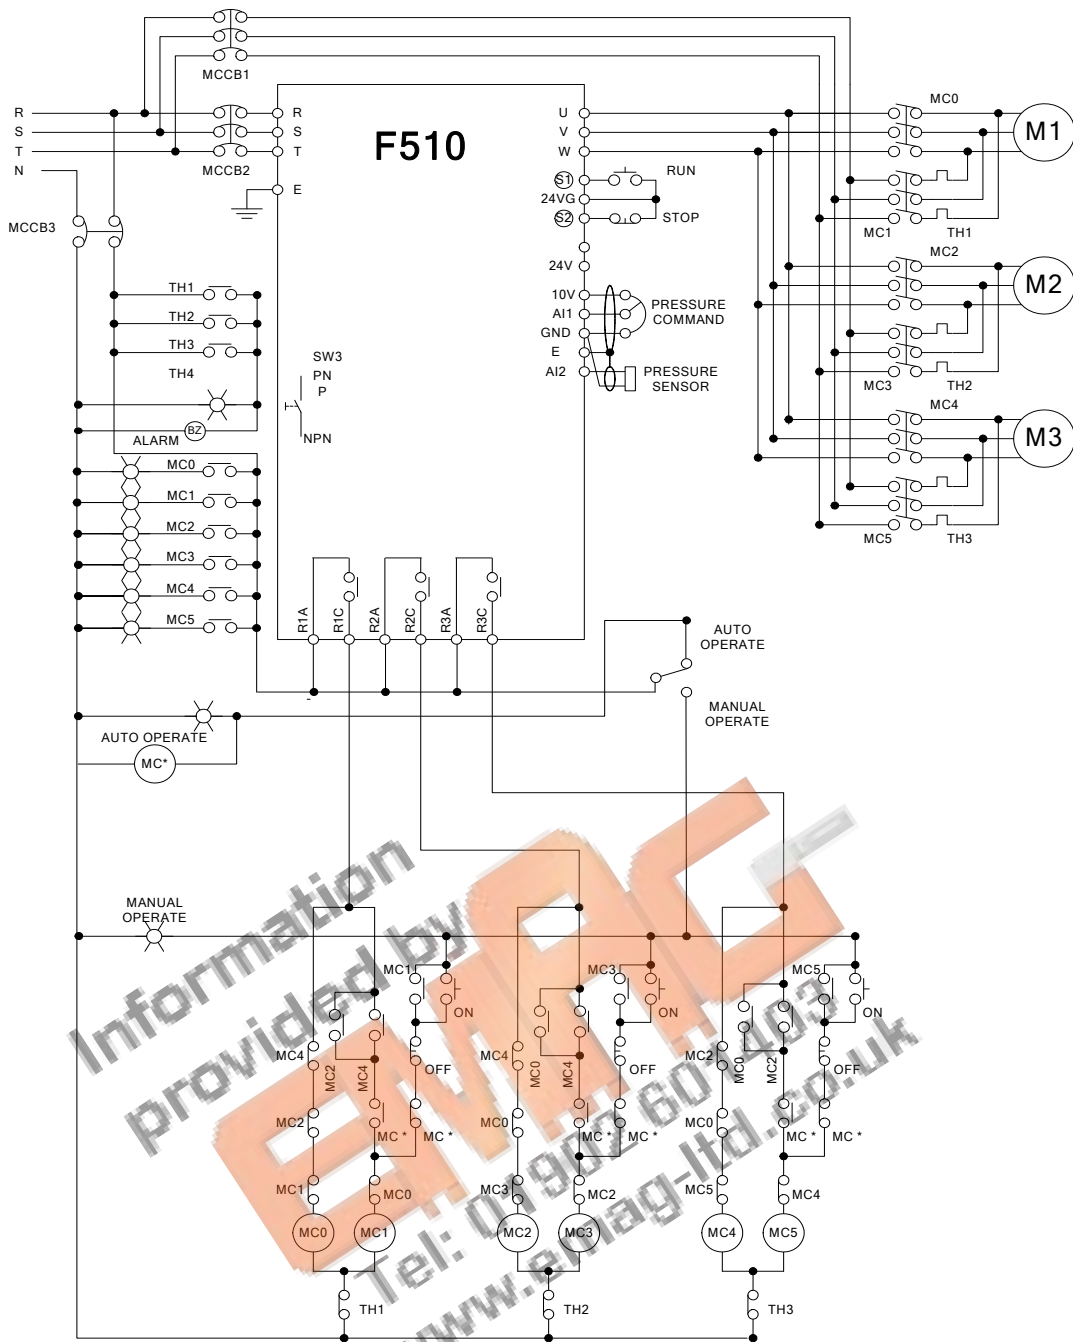 MCCB1
R
S
T
N
MCCB2
R
S
T
E
F510
U
V
W
S1
24VG
S2
RUN
STOP
24V
10V
AI1
GND
E
AI2
PRESSURE
COMMAND
PRESSURE
SENSOR
MC0
M1
MC1
TH1
MC2
M2
MC3
TH2
MC4
M3
MC5
TH3
MCCB3
TH1
TH2
TH3
TH4
SW3
PN
P
NPN
ALARM
BZ
MC0
MC1
MC2
MC3
MC4
MC5
R1A
R1C
R2A
R2C
R3A
R3C
AUTO
OPERATE
MANUAL
OPERATE
AUTO OPERATE
MC*
MANUAL
OPERATE
MC1
ON
MC3
ON
MC5
ON
MC4
MC2
MC4
OFF
MC4
MC0
MC4
OFF
MC2
MC0
MC2
OFF
MC2
MC *
MC *
MC0
MC *
MC *
MC0
MC *
MC *
MC1
MC0
MC3
MC2
MC5
MC4
MC0
MC1
MC2
MC3
MC4
MC5
TH1
TH2
TH3
Information
provided by
EMAG
Tel: 01902 601403
www.emag-ltd.co.uk